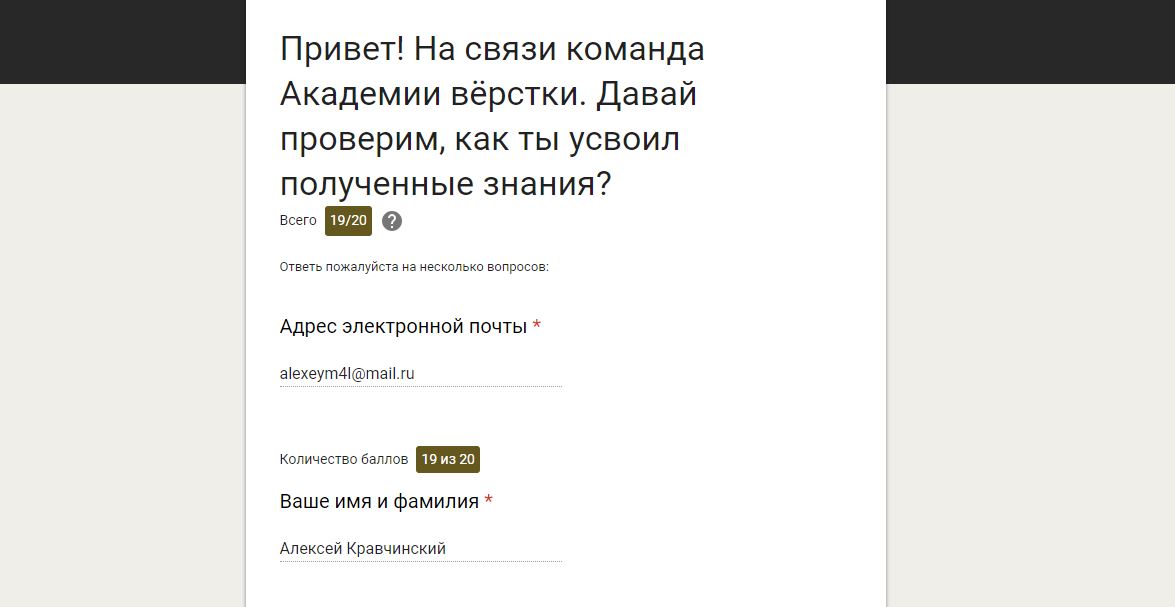 Привет! На связи команда
Академии вёрстки. Давай
проверим, как ты усвоил
полученные знания?
Всего 19/20 ?
Ответь пожалуйста на несколько вопросов:
Адрес электронной почты *
alexeym4l@mail.ru
Количество баллов 19 из 20
Ваше имя и фамилия *
Алексей Кравчинский